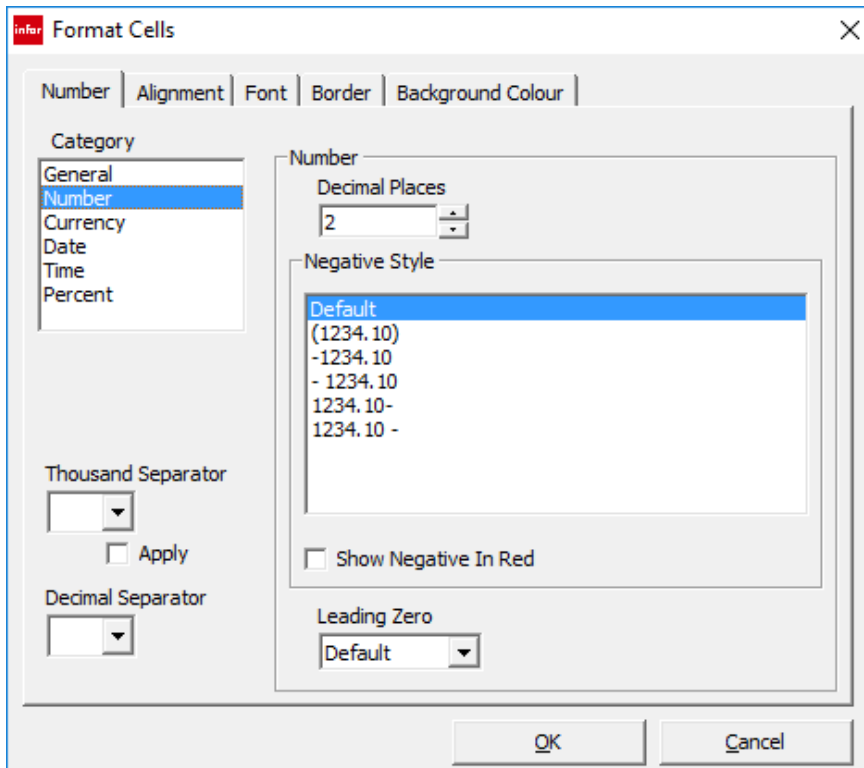 infor Format Cells
Number Alignment Font Border Background Colour
Category
General
Number
Currency
Date
Time
Percent
Number
Decimal Places
2
Negative Style
Default
(1234.10)
-1234.10
- 1234.10
1234.10-
1234.10 -
Show Negative In Red
Thousand Separator
Apply
Decimal Separator
Leading Zero
Default
OK Cancel